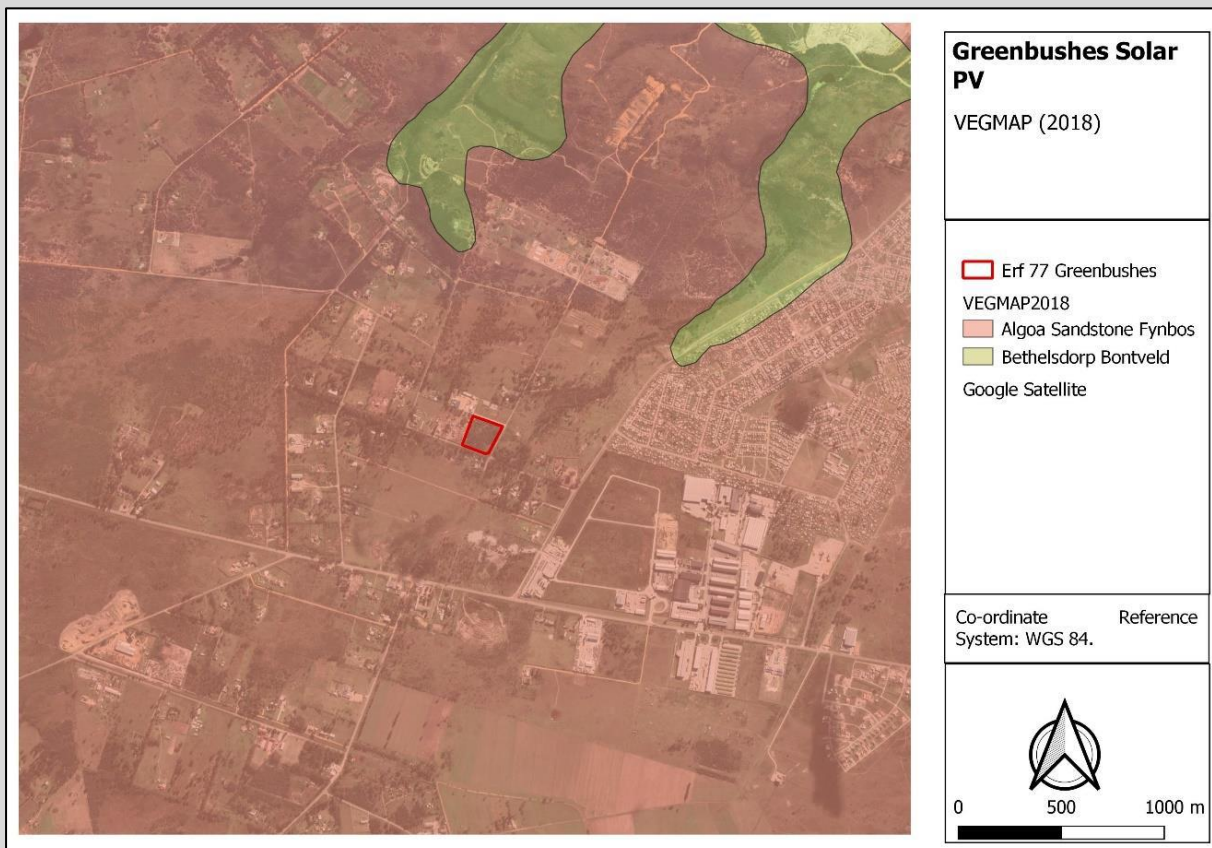 Greenbushes Solar
PV
VEGMAP (2018)
Erf 77 Greenbushes
VEGMAP2018
Algoa Sandstone Fynbos
Bethelsdorp Bontveld
Google Satellite
Co-ordinate Reference
System: WGS 84.
0 500 1000 m